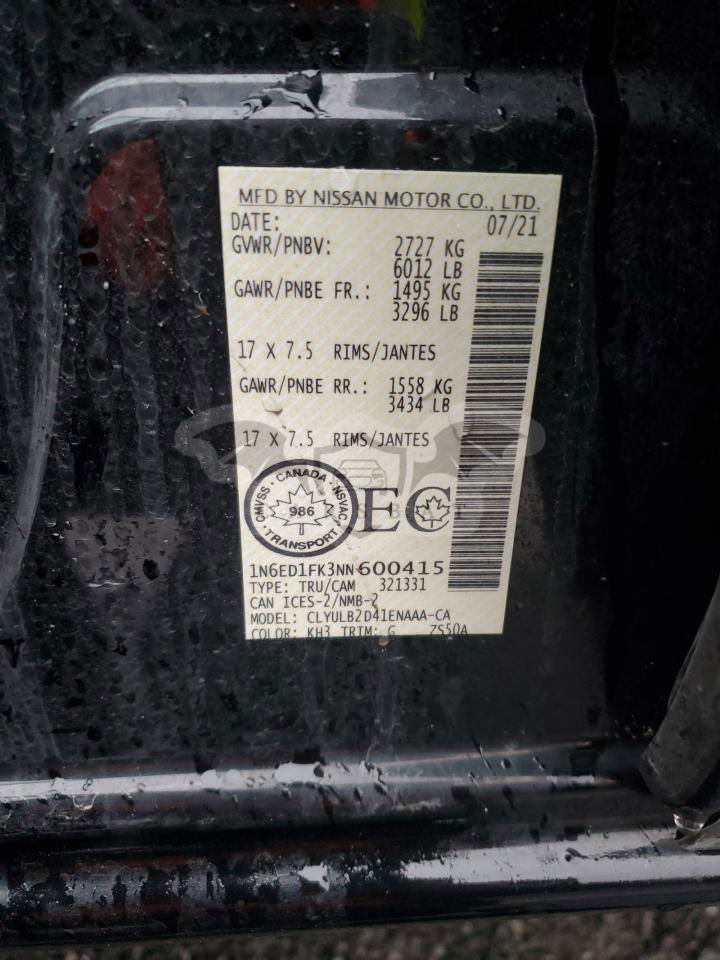 MFD BY NISSAN MOTOR CO., LTD.
DATE: 07/21
GVWR/PNBV: 2727 KG
6012 LB
GAWR/PNBE FR.: 1495 KG
3296 LB
17 X 7.5 RIMS/JANTES
GAWR/PNBE RR.: 1558 KG
3434 LB
17 X 7.5 RIMS/JANTES
CMVSS · CANADA · NSVAC
986
· TRANSPORT ·
EC
1N6ED1FK3NN600415
TYPE: TRU/CAM 321331
CAN ICES-2/NMB-2
MODEL: CLYULB2D41ENAAA-CA
COLOR: KH3 TRIM: G ZS50A